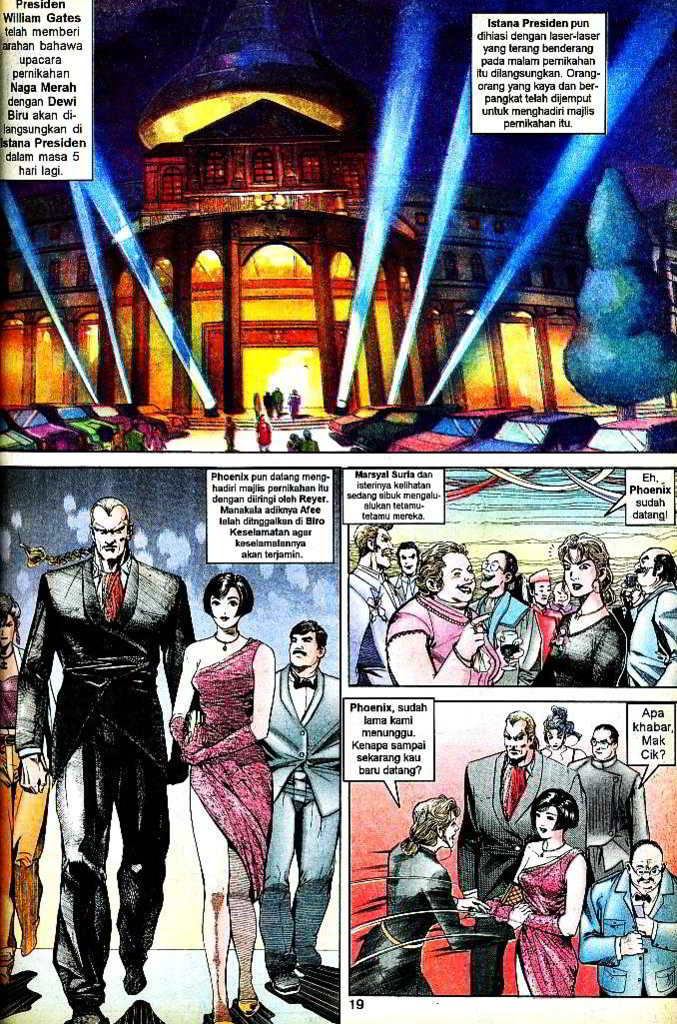 Presiden
William Gates
telah memberi
arahan bahawa
upacara
pernikahan
Naga Merah
dengan Dewi
Biru akan di-
langsungkan di
Istana Presiden
dalam masa 5
hari lagi.
Istana Presiden pun
dihiasi dengan laser-laser
yang terang benderang
pada malam pernikahan
itu dilangsungkan. Orang-
orang yang kaya dan ber-
pangkat telah dijemput
untuk menghadiri majlis
pernikahan itu.
Phoenix pun datang meng-
hadiri majlis pernikahan itu
dengan diiringi oleh Reyer.
Manakala adiknya Afee
telah ditinggalkan di Biro
Keselamatan agar
keselamatannya
akan terjamin.
Marsyal Suria dan
isterinya kelihatan
sedang sibuk mengalu-
alukan tetamu-
tetamu mereka.
Eh,
Phoenix
sudah
datang!
Phoenix, sudah
lama kami
menunggu.
Kenapa sampai
sekarang kau
baru datang?
Apa
khabar,
Mak
Cik?
19